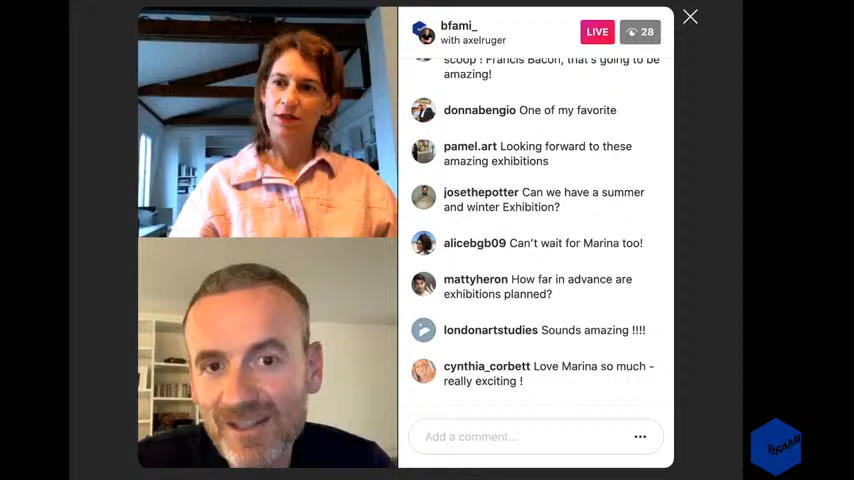 bfami_
with axelruger
LIVE
28
scoop ! Francis Bacon, that's going to be
amazing!
donnabengio One of my favorite
pamel.art Looking forward to these
amazing exhibitions
josethepotter Can we have a summer
and winter Exhibition?
alicebgb09 Can't wait for Marina too!
mattyheron How far in advance are
exhibitions planned?
londonartstudies Sounds amazing !!!!
cynthia_corbett Love Marina so much -
really exciting !
Add a comment...
BFAMI